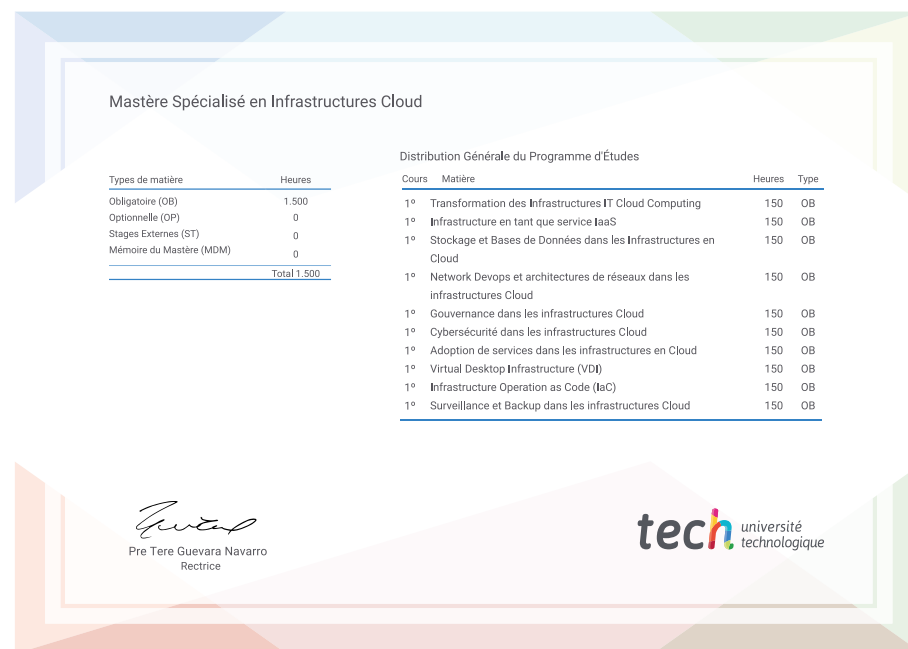 Mastère Spécialisé en Infrastructures Cloud
Types de matière Heures
Obligatoire (OB) 1.500
Optionnelle (OP) 0
Stages Externes (ST) 0
Mémoire du Mastère (MDM) 0
Total 1.500
Distribution Générale du Programme d'Études
Cours Matière Heures Type
1º Transformation des Infrastructures IT Cloud Computing 150 OB
1º Infrastructure en tant que service IaaS 150 OB
1º Stockage et Bases de Données dans les Infrastructures en 150 OB
Cloud
1º Network Devops et architectures de réseaux dans les 150 OB
infrastructures Cloud
1º Gouvernance dans les infrastructures Cloud 150 OB
1º Cybersécurité dans les infrastructures Cloud 150 OB
1º Adoption de services dans les infrastructures en Cloud 150 OB
1º Virtual Desktop Infrastructure (VDI) 150 OB
1º Infrastructure Operation as Code (IaC) 150 OB
1º Surveillance et Backup dans les infrastructures Cloud 150 OB
Pre Tere Guevara Navarro
Rectrice
tech université
technologique